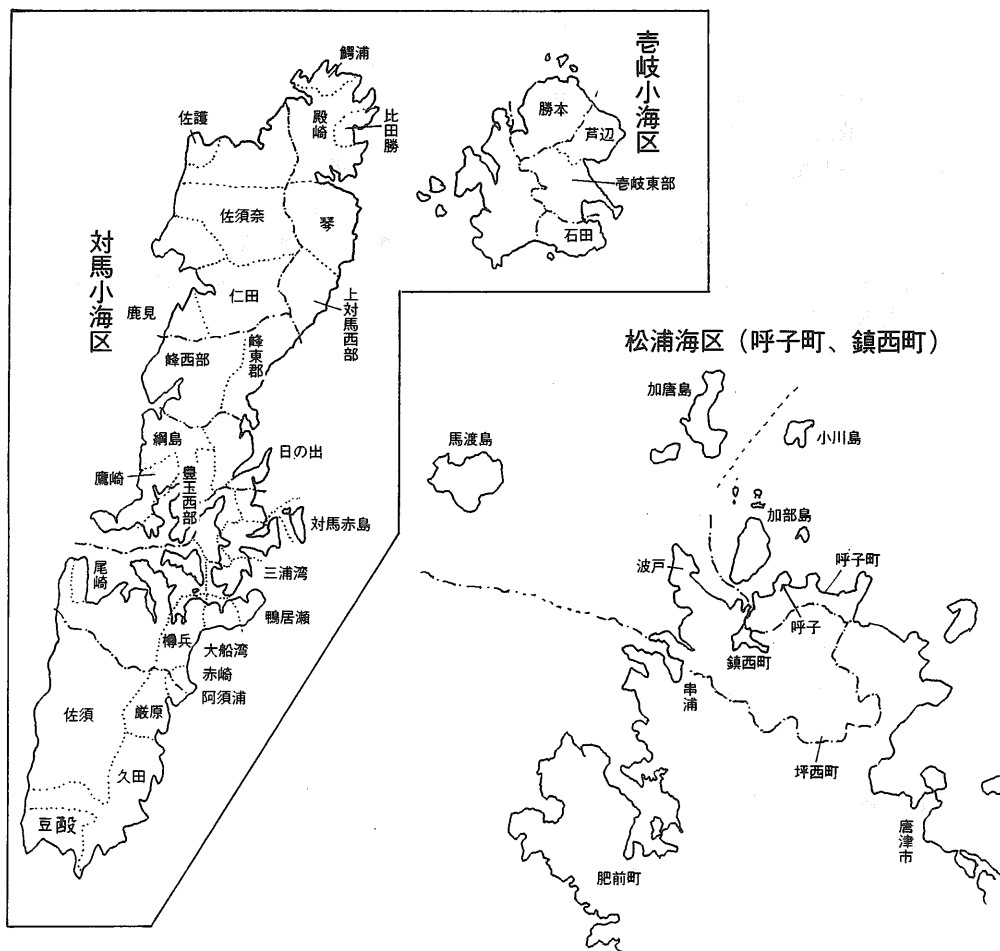 対馬小海区
鰐浦
殿崎
比田勝
佐護
佐須奈
琴
仁田
鹿見
上対馬西部
峰西部
峰東郡
綱島
鷹崎
豊玉西部
日の出
対馬赤島
三浦湾
尾崎
鴨居瀬
樽兵
大船湾
赤崎
阿須浦
佐須
厳原
久田
豆酘
壱岐小海区
勝本
芦辺
壱岐東部
石田
松浦海区（呼子町、鎮西町）
加唐島
小川島
馬渡島
加部島
波戸
呼子町
呼子
鎮西町
串浦
坪西町
唐津市
肥前町